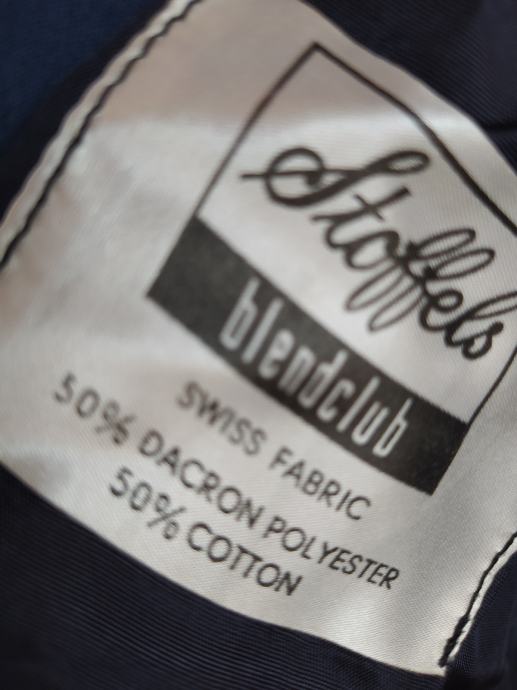 Stoffels
blendclub
SWISS FABRIC
50% DACRON POLYESTER
50% COTTON